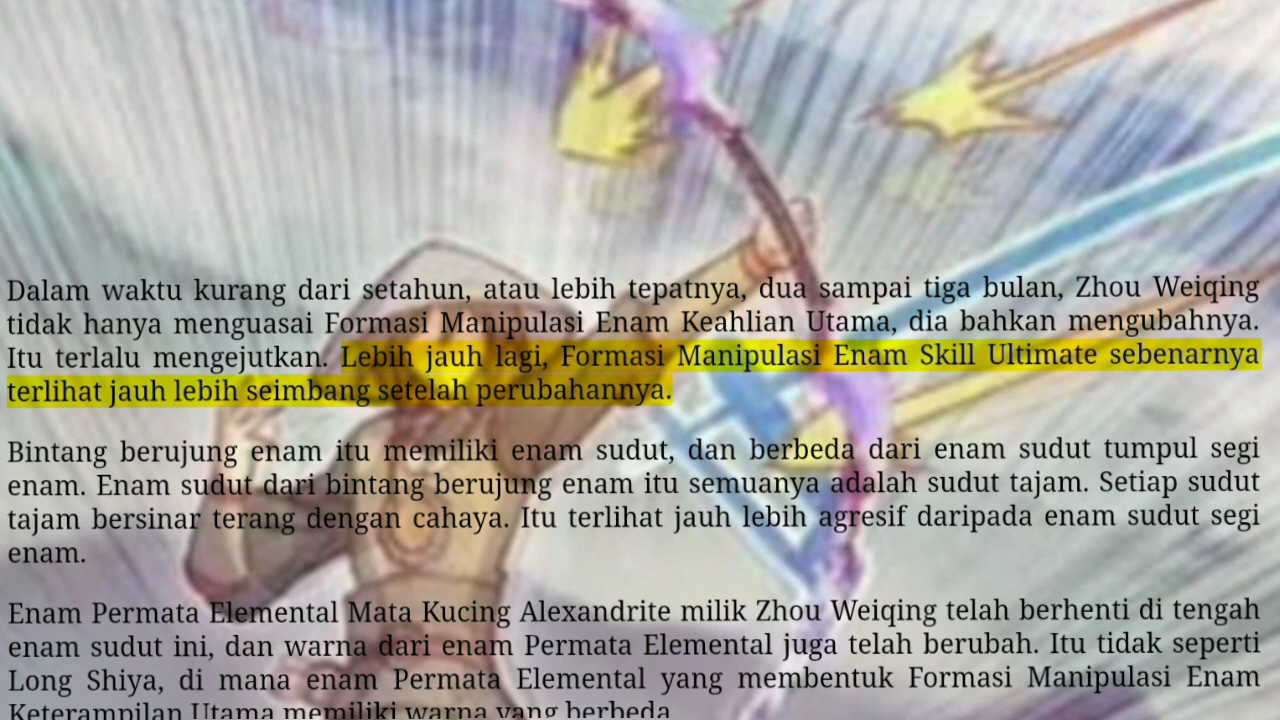 Dalam waktu kurang dari setahun, atau lebih tepatnya, dua sampai tiga bulan, Zhou Weiqing
tidak hanya menguasai Formasi Manipulasi Enam Keahlian Utama, dia bahkan mengubahnya.
Itu terlalu mengejutkan. Lebih jauh lagi, Formasi Manipulasi Enam Skill Ultimate sebenarnya
terlihat jauh lebih seimbang setelah perubahannya.
Bintang berujung enam itu memiliki enam sudut, dan berbeda dari enam sudut tumpul segi
enam. Enam sudut dari bintang berujung enam itu semuanya adalah sudut tajam. Setiap sudut
tajam bersinar terang dengan cahaya. Itu terlihat jauh lebih agresif daripada enam sudut segi
enam.
Enam Permata Elemental Mata Kucing Alexandrite milik Zhou Weiqing telah berhenti di tengah
enam sudut ini, dan warna dari enam Permata Elemental juga telah berubah. Itu tidak seperti
Long Shiya, di mana enam Permata Elemental yang membentuk Formasi Manipulasi Enam
Keterampilan Utama memiliki warna yang berbeda